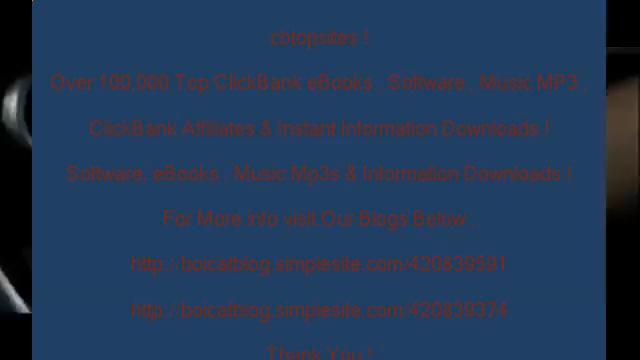 cbtopsites !
Over 100,000 Top ClickBank eBooks , Software , Music MP3 ,
ClickBank Affiliates & Instant Information Downloads !
Software, eBooks , Music Mp3s & Information Downloads !
For More info visit Our Blogs Below .
http://boicatblog.simplesite.com/420839591
http://boicatblog.simplesite.com/420839374
Thank You !